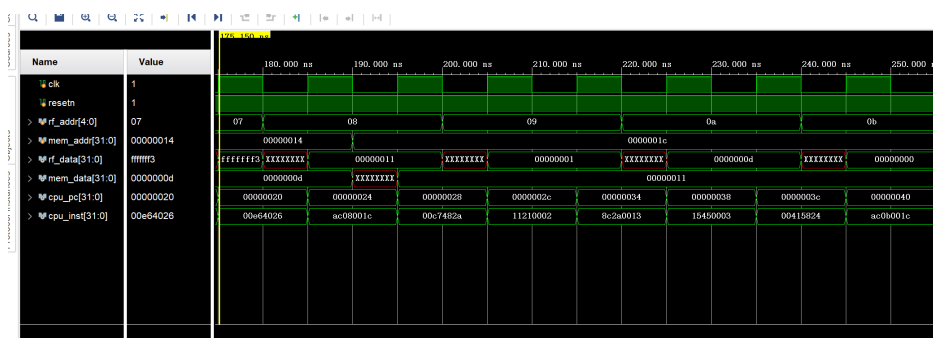 175.150 ns
Name Value
180.000 ns 190.000 ns 200.000 ns 210.000 ns 220.000 ns 230.000 ns 240.000 ns 250.000
clk 1
resetn 1
rf_addr[4:0] 07 07 08 09 0a 0b
mem_addr[31:0] 00000014 00000014 0000001c
rf_data[31:0] fffffff3 fffffff3 XXXXXXXX 00000011 XXXXXXXX 00000001 XXXXXXXX 0000000d XXXXXXXX 00000000
mem_data[31:0] 0000000d 0000000d XXXXXXXX 00000011
cpu_pc[31:0] 00000020 00000020 00000024 00000028 0000002c 00000034 00000038 0000003c 00000040
cpu_inst[31:0] 00e64026 00e64026 ac08001c 00c7482a 11210002 8c2a0013 15450003 00415824 ac0b001c